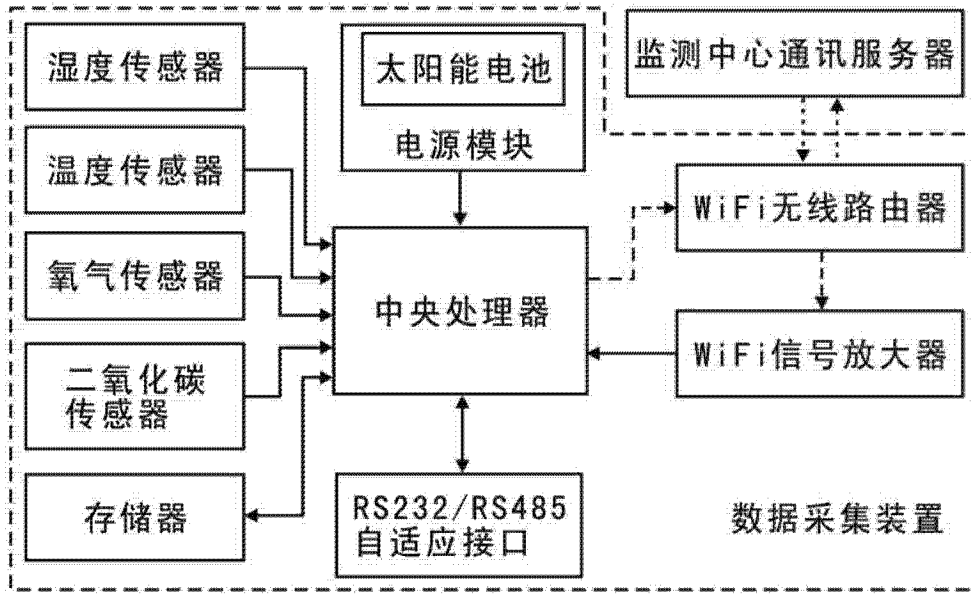 湿度传感器
温度传感器
氧气传感器
二氧化碳
传感器
存储器
太阳能电池
电源模块
中央处理器
RS232/RS485
自适应接口
监测中心通讯服务器
WiFi无线路由器
WiFi信号放大器
数据采集装置